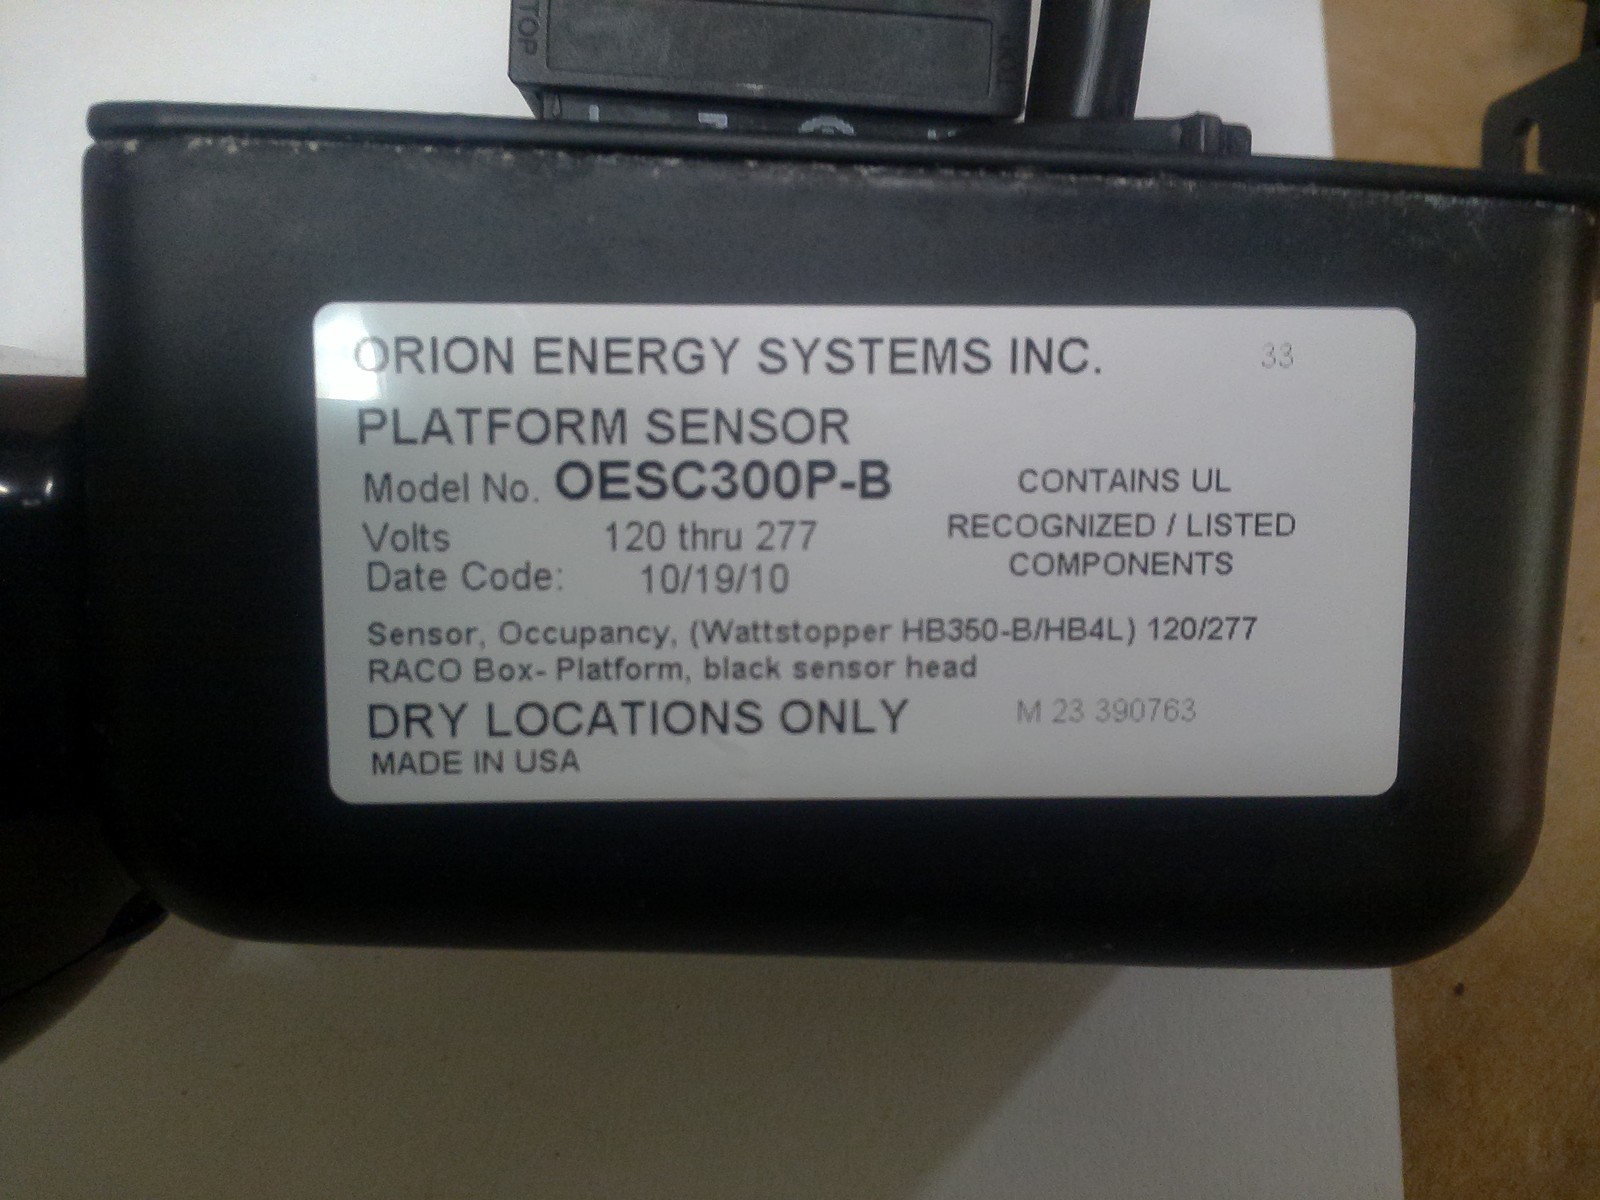 TOP
ORION ENERGY SYSTEMS INC. 33
PLATFORM SENSOR
Model No. OESC300P-B
CONTAINS UL
RECOGNIZED / LISTED
COMPONENTS
Volts 120 thru 277
Date Code: 10/19/10
Sensor, Occupancy, (Wattstopper HB350-B/HB4L) 120/277
RACO Box- Platform, black sensor head
DRY LOCATIONS ONLY M 23 390763
MADE IN USA